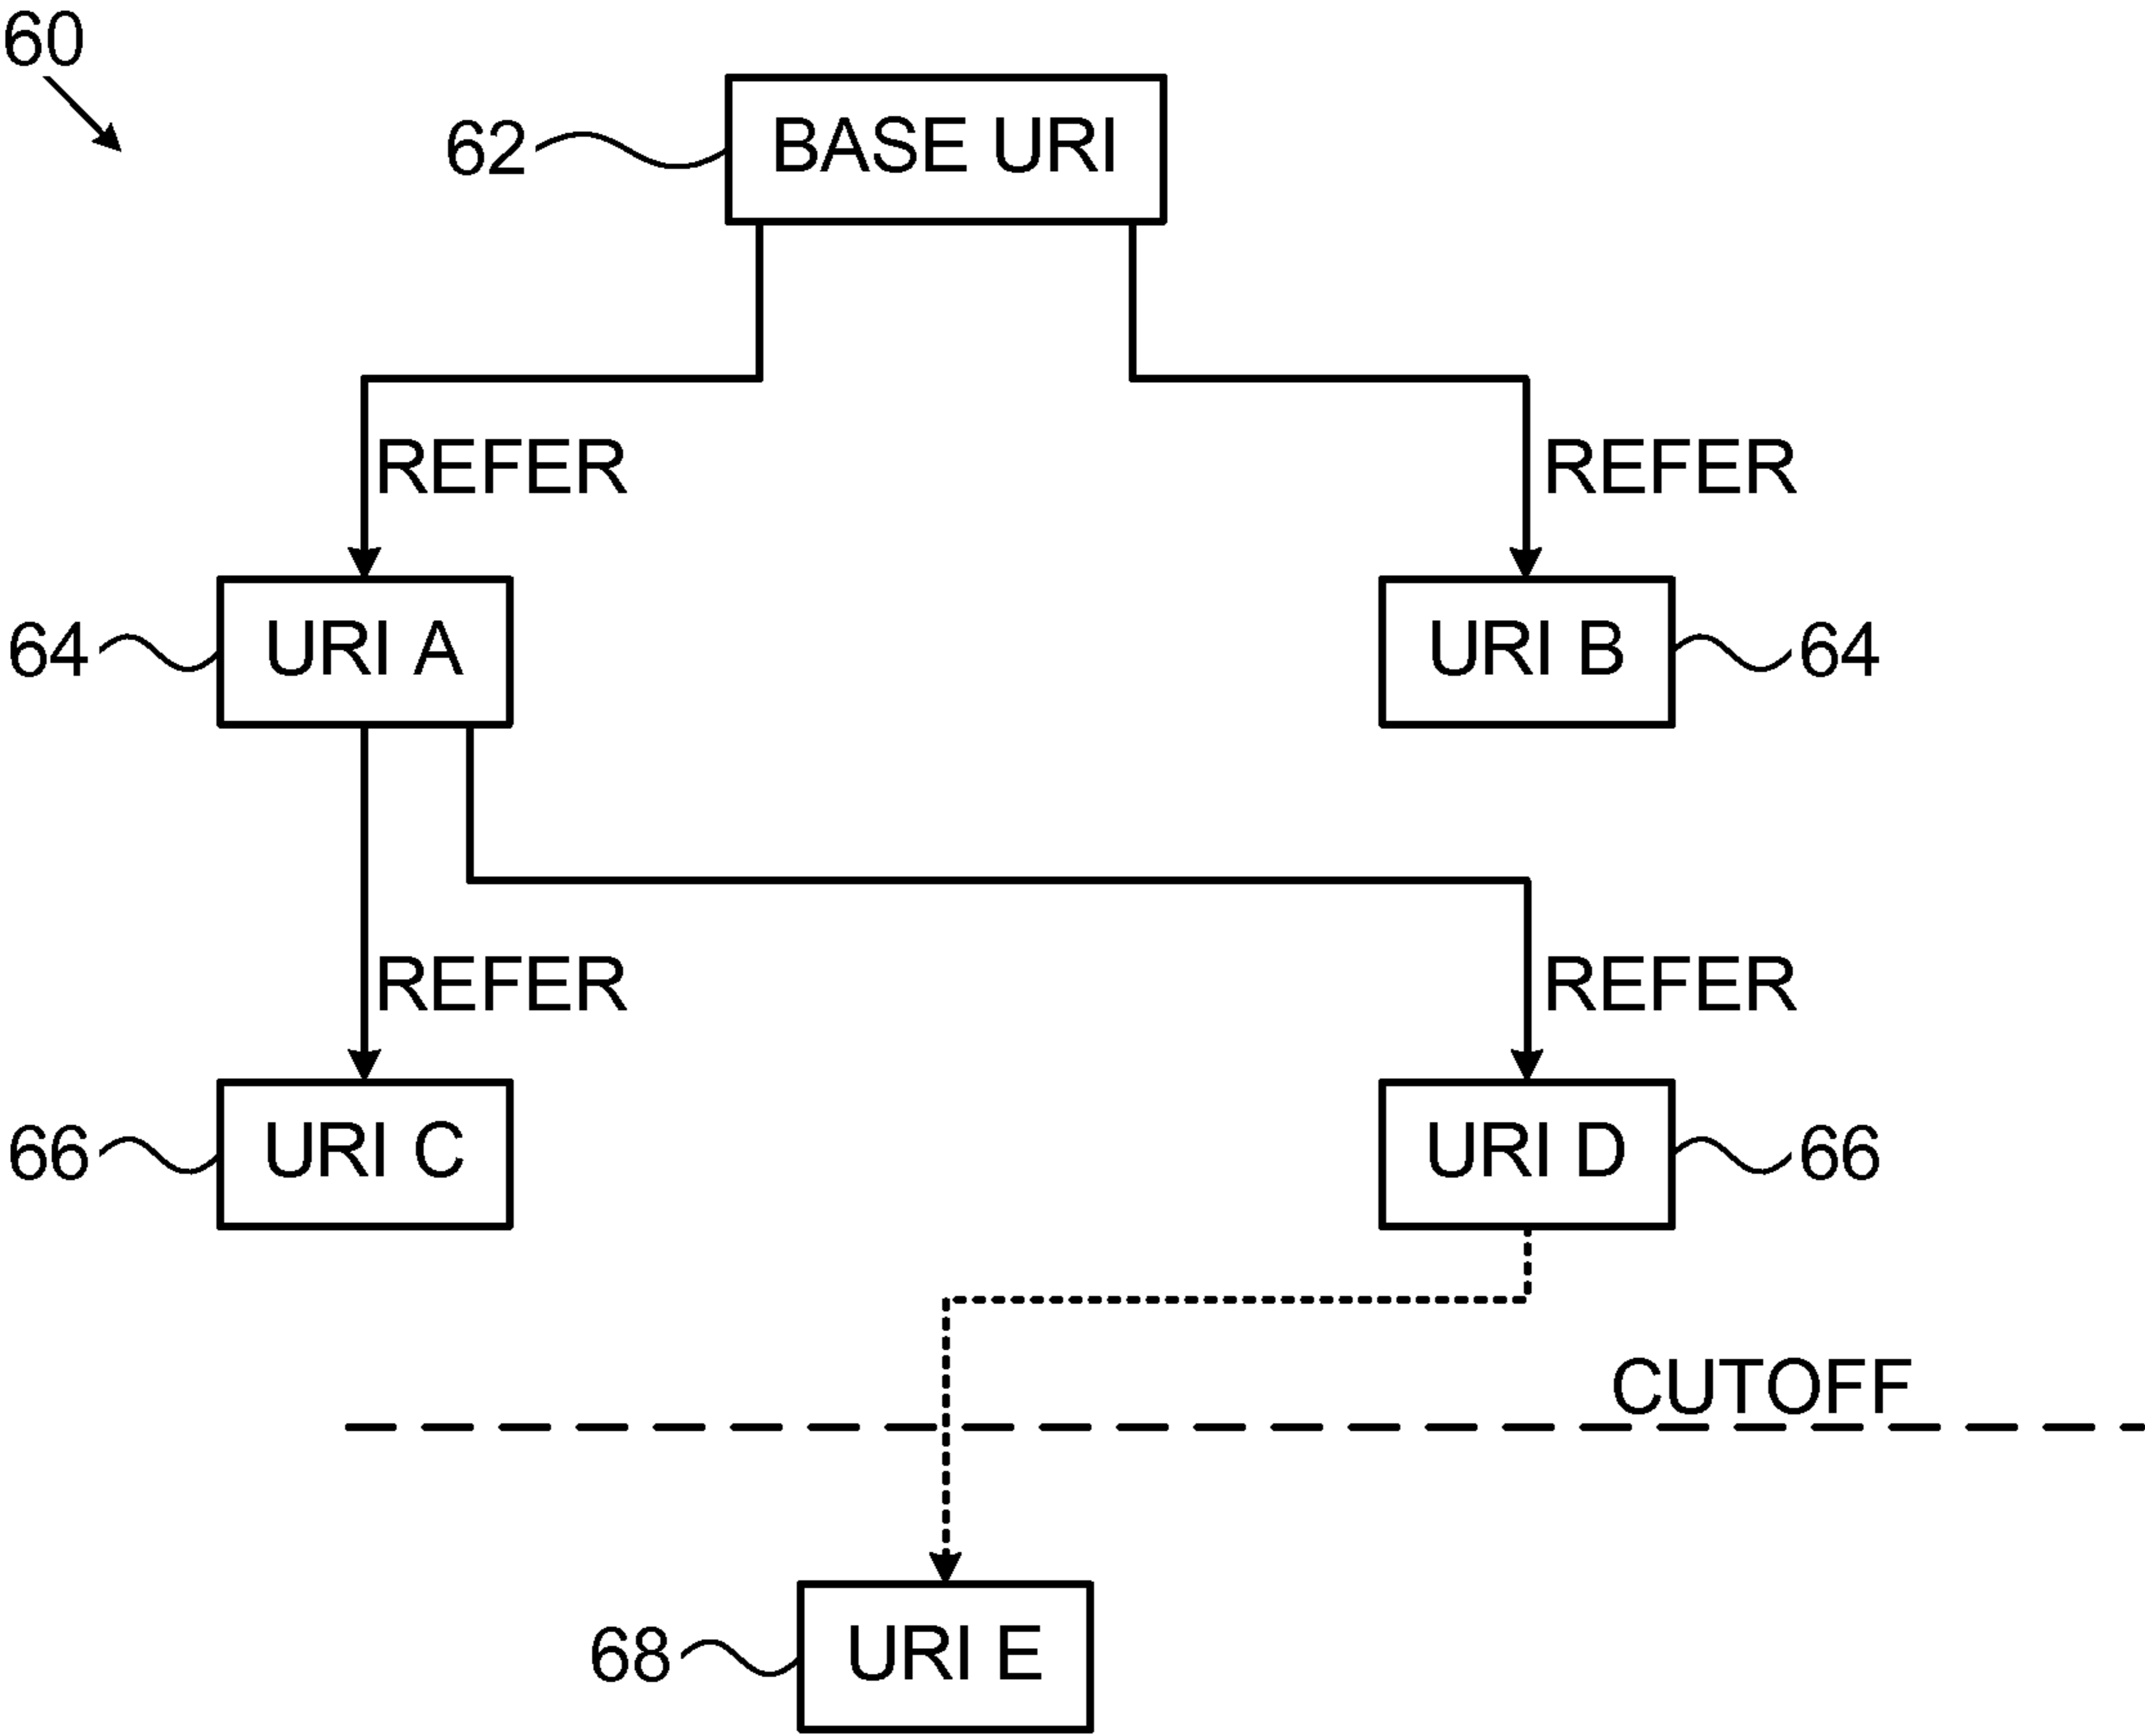 60
62 BASE URI
REFER REFER
64 URI A URI B 64
REFER REFER
66 URI C URI D 66
CUTOFF
68 URI E